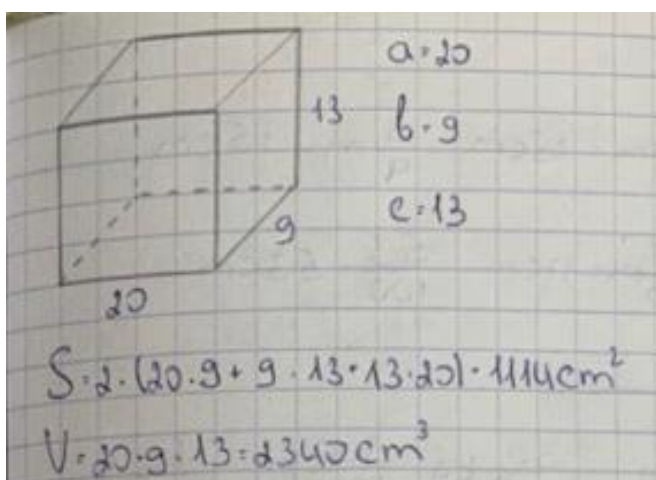 a=20
13
b=9
c=13
9
20
S=2·(20·9+9·13+13·20)=1114cm²
V=20·9·13=2340cm³